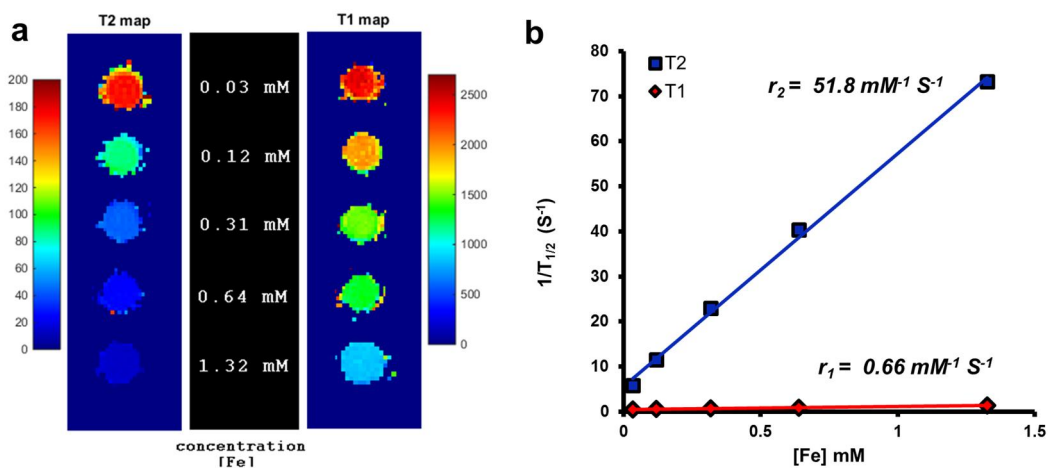 a
T2 map
T1 map
200
180
160
140
120
100
80
60
40
20
0
0.03 mM
0.12 mM
0.31 mM
0.64 mM
1.32 mM
concentration
[Fe]
2500
2000
1500
1000
500
0
b
80
70
60
50
40
30
20
10
0
1/T1/2 (S-1)
T2
T1
r2 = 51.8 mM-1 S-1
r1 = 0.66 mM-1 S-1
0
0.5
1
1.5
[Fe] mM